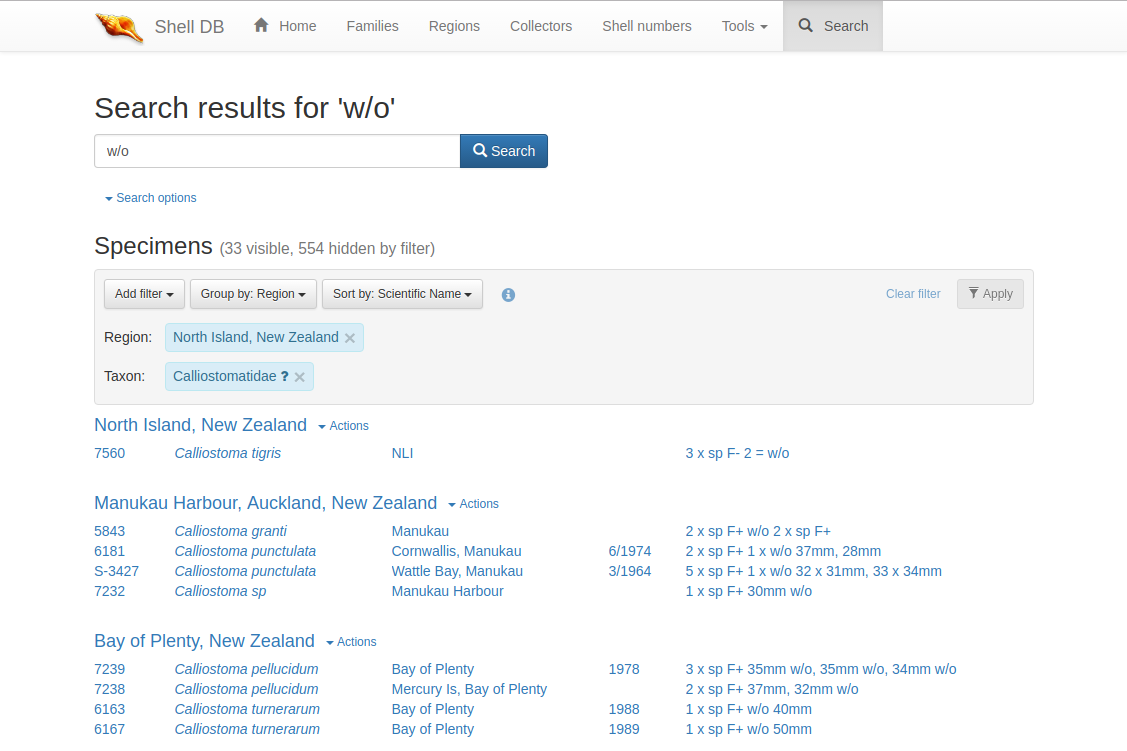 Shell DB Home Families Regions Collectors Shell numbers Tools Search
Search results for 'w/o'
w/o Search
Search options
Specimens (33 visible, 554 hidden by filter)
Add filter Group by: Region Sort by: Scientific Name Clear filter Apply
Region: North Island, New Zealand
Taxon: Calliostomatidae ?
North Island, New Zealand Actions
7560 Calliostoma tigris NLI 3 x sp F- 2 = w/o
Manukau Harbour, Auckland, New Zealand Actions
5843 Calliostoma granti Manukau 2 x sp F+ w/o 2 x sp F+
6181 Calliostoma punctulata Cornwallis, Manukau 6/1974 2 x sp F+ 1 x w/o 37mm, 28mm
S-3427 Calliostoma punctulata Wattle Bay, Manukau 3/1964 5 x sp F+ 1 x w/o 32 x 31mm, 33 x 34mm
7232 Calliostoma sp Manukau Harbour 1 x sp F+ 30mm w/o
Bay of Plenty, New Zealand Actions
7239 Calliostoma pellucidum Bay of Plenty 1978 3 x sp F+ 35mm w/o, 35mm w/o, 34mm w/o
7238 Calliostoma pellucidum Mercury Is, Bay of Plenty 2 x sp F+ 37mm, 32mm w/o
6163 Calliostoma turnerarum Bay of Plenty 1988 1 x sp F+ w/o 40mm
6167 Calliostoma turnerarum Bay of Plenty 1989 1 x sp F+ w/o 50mm